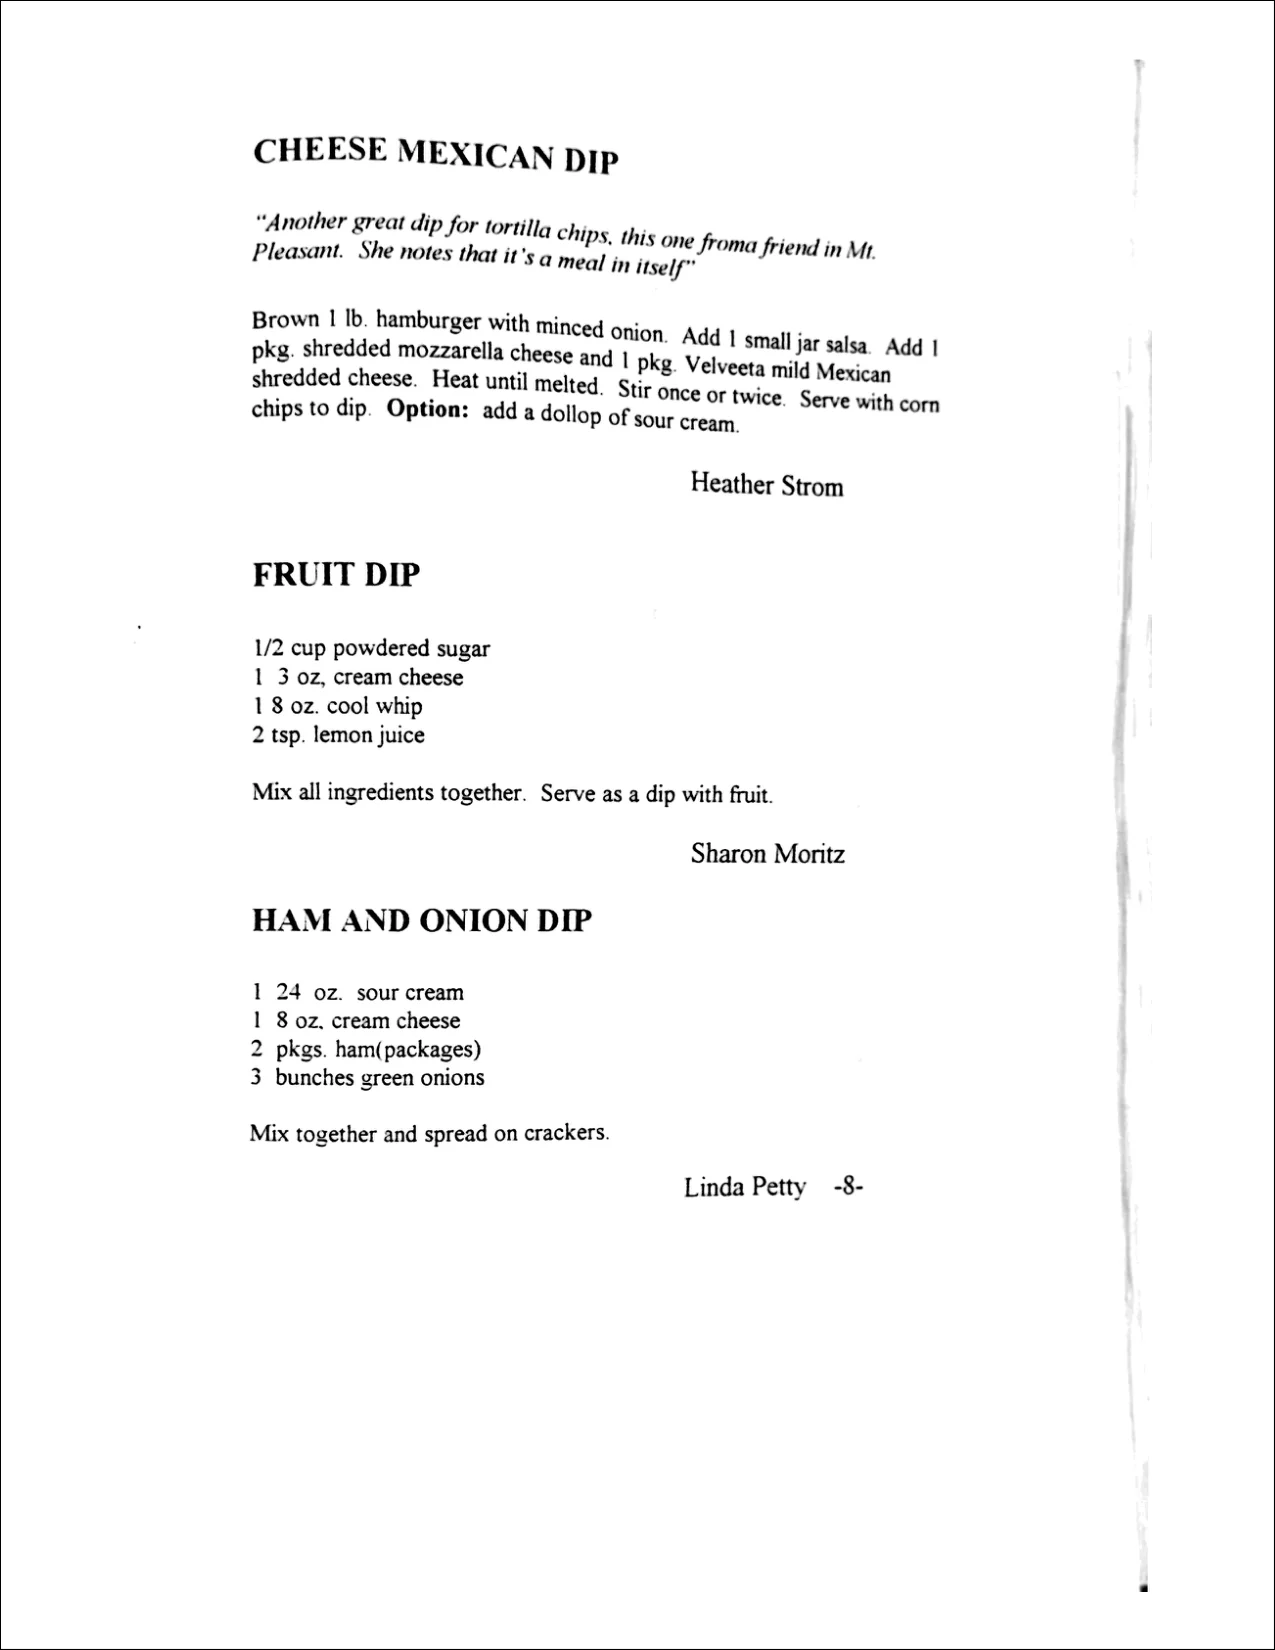 CHEESE MEXICAN DIP
"Another great dip for tortilla chips, this one froma friend in Mt.
Pleasant. She notes that it's a meal in itself"
Brown 1 lb. hamburger with minced onion. Add 1 small jar salsa. Add 1
pkg. shredded mozzarella cheese and 1 pkg. Velveeta mild Mexican
shredded cheese. Heat until melted. Stir once or twice. Serve with corn
chips to dip. Option: add a dollop of sour cream.
Heather Strom
FRUIT DIP
1/2 cup powdered sugar
1 3 oz, cream cheese
1 8 oz. cool whip
2 tsp. lemon juice
Mix all ingredients together. Serve as a dip with fruit.
Sharon Moritz
HAM AND ONION DIP
1 24 oz. sour cream
1 8 oz. cream cheese
2 pkgs. ham(packages)
3 bunches green onions
Mix together and spread on crackers.
Linda Petty -8-